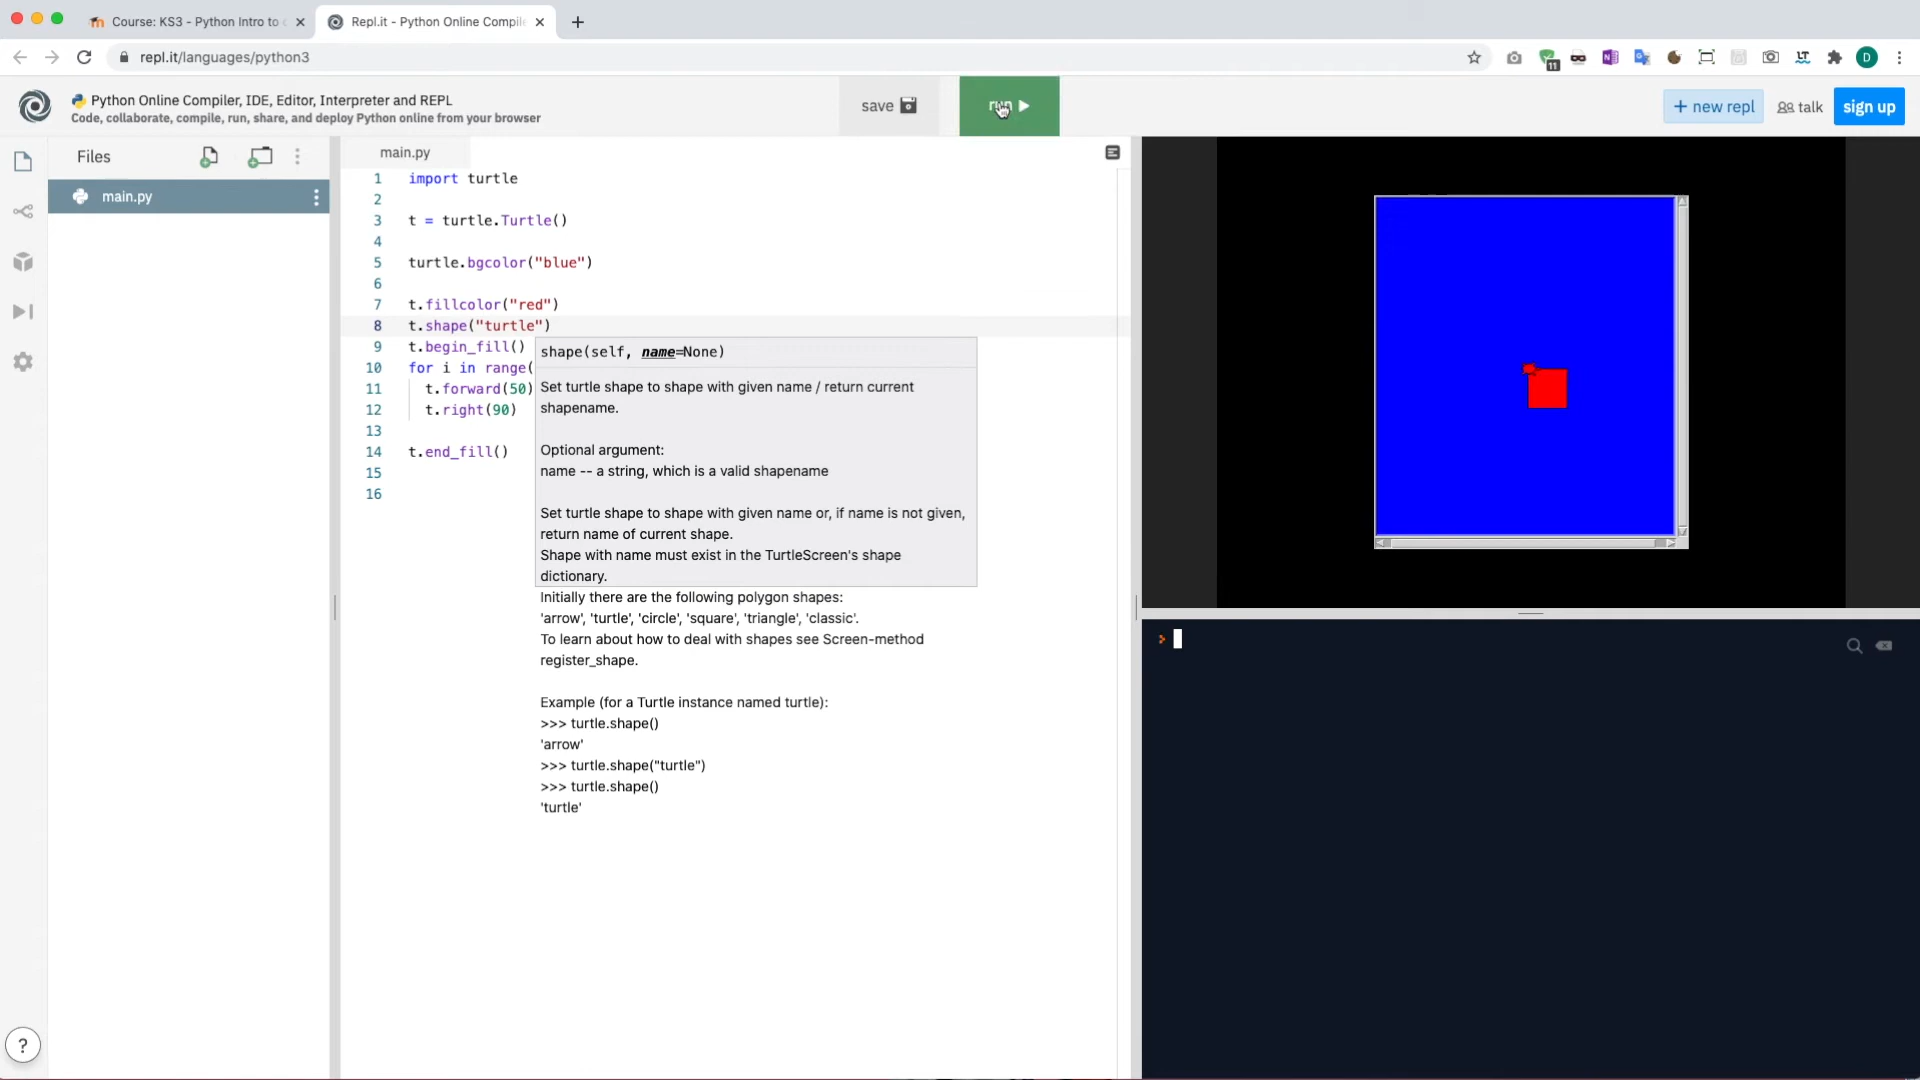 Course: KS3 - Python Intro to
Repl.it - Python Online Compile
repl.it/languages/python3
11
D
Python Online Compiler, IDE, Editor, Interpreter and REPL
Code, collaborate, compile, run, share, and deploy Python online from your browser
save
run
+ new repl
talk
sign up
Files
main.py
main.py
1 import turtle
2
3 t = turtle.Turtle()
4
5 turtle.bgcolor("blue")
6
7 t.fillcolor("red")
8 t.shape("turtle")
9 t.begin_fill()
10 for i in range(
11 t.forward(50)
12 t.right(90)
13
14 t.end_fill()
15
16
shape(self, name=None)
Set turtle shape to shape with given name / return current
shapename.
Optional argument:
name -- a string, which is a valid shapename
Set turtle shape to shape with given name or, if name is not given,
return name of current shape.
Shape with name must exist in the TurtleScreen's shape
dictionary.
Initially there are the following polygon shapes:
'arrow', 'turtle', 'circle', 'square', 'triangle', 'classic'.
To learn about how to deal with shapes see Screen-method
register_shape.
Example (for a Turtle instance named turtle):
>>> turtle.shape()
'arrow'
>>> turtle.shape("turtle")
>>> turtle.shape()
'turtle'
?